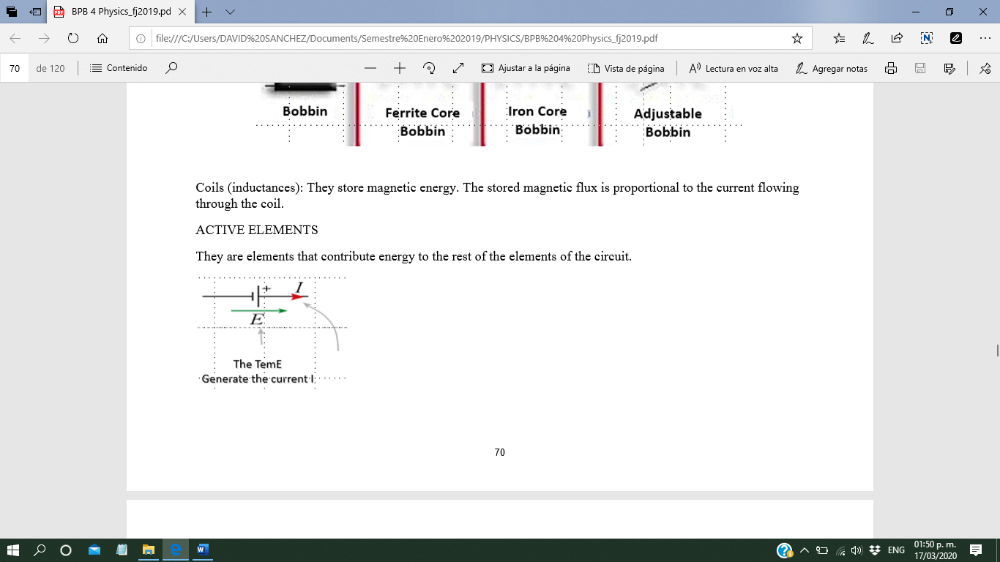 BPB 4 Physics_fj2019.pd
file:///C:/Users/DAVID%20SANCHEZ/Documents/Semestre%20Enero%202019/PHYSICS/BPB%204%20Physics_fj2019.pdf
70 de 120 Contenido Ajustar a la página Vista de página Lectura en voz alta Agregar notas
Bobbin
Ferrite Core
Bobbin
Iron Core
Bobbin
Adjustable
Bobbin
Coils (inductances): They store magnetic energy. The stored magnetic flux is proportional to the current flowing
through the coil.
ACTIVE ELEMENTS
They are elements that contribute energy to the rest of the elements of the circuit.
+ I
E
The TemE
Generate the current I
70
ENG 01:50 p. m.
17/03/2020